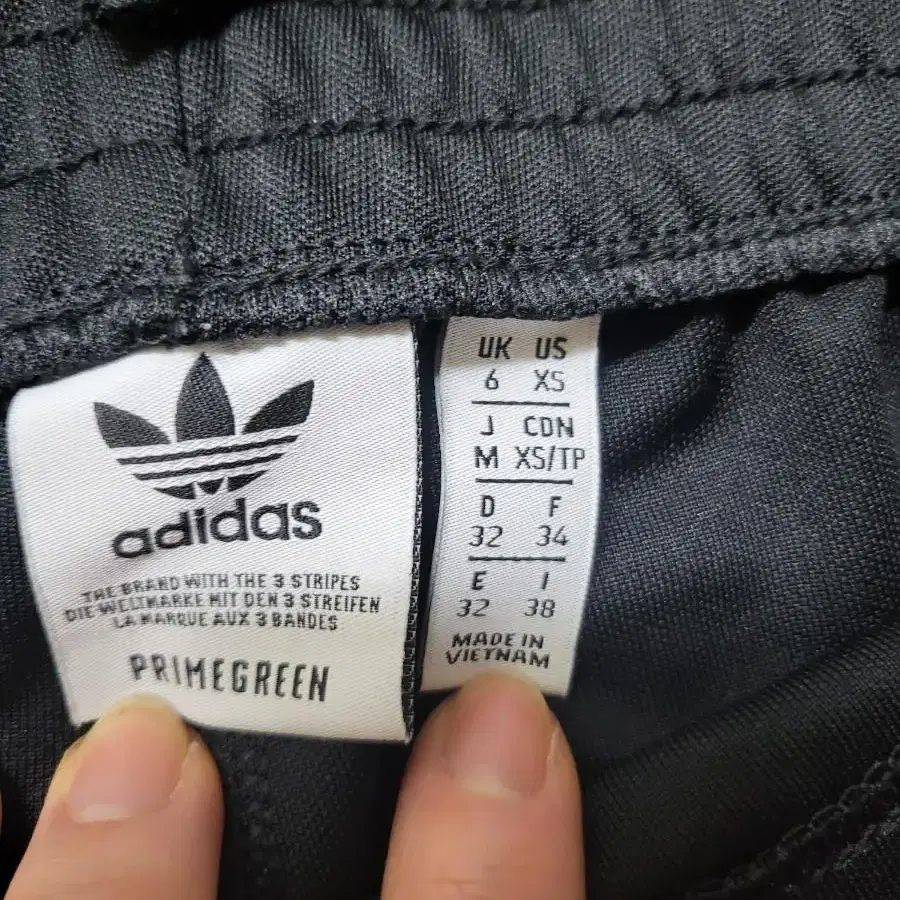 adidas
THE BRAND WITH THE 3 STRIPES
DIE WELTMARKE MIT DEN 3 STREIFEN
LA MARQUE AUX 3 BANDES
PRIMEGREEN
UK US
6 XS
J CDN
M XS/TP
D F
32 34
E I
32 38
MADE IN
VIETNAM